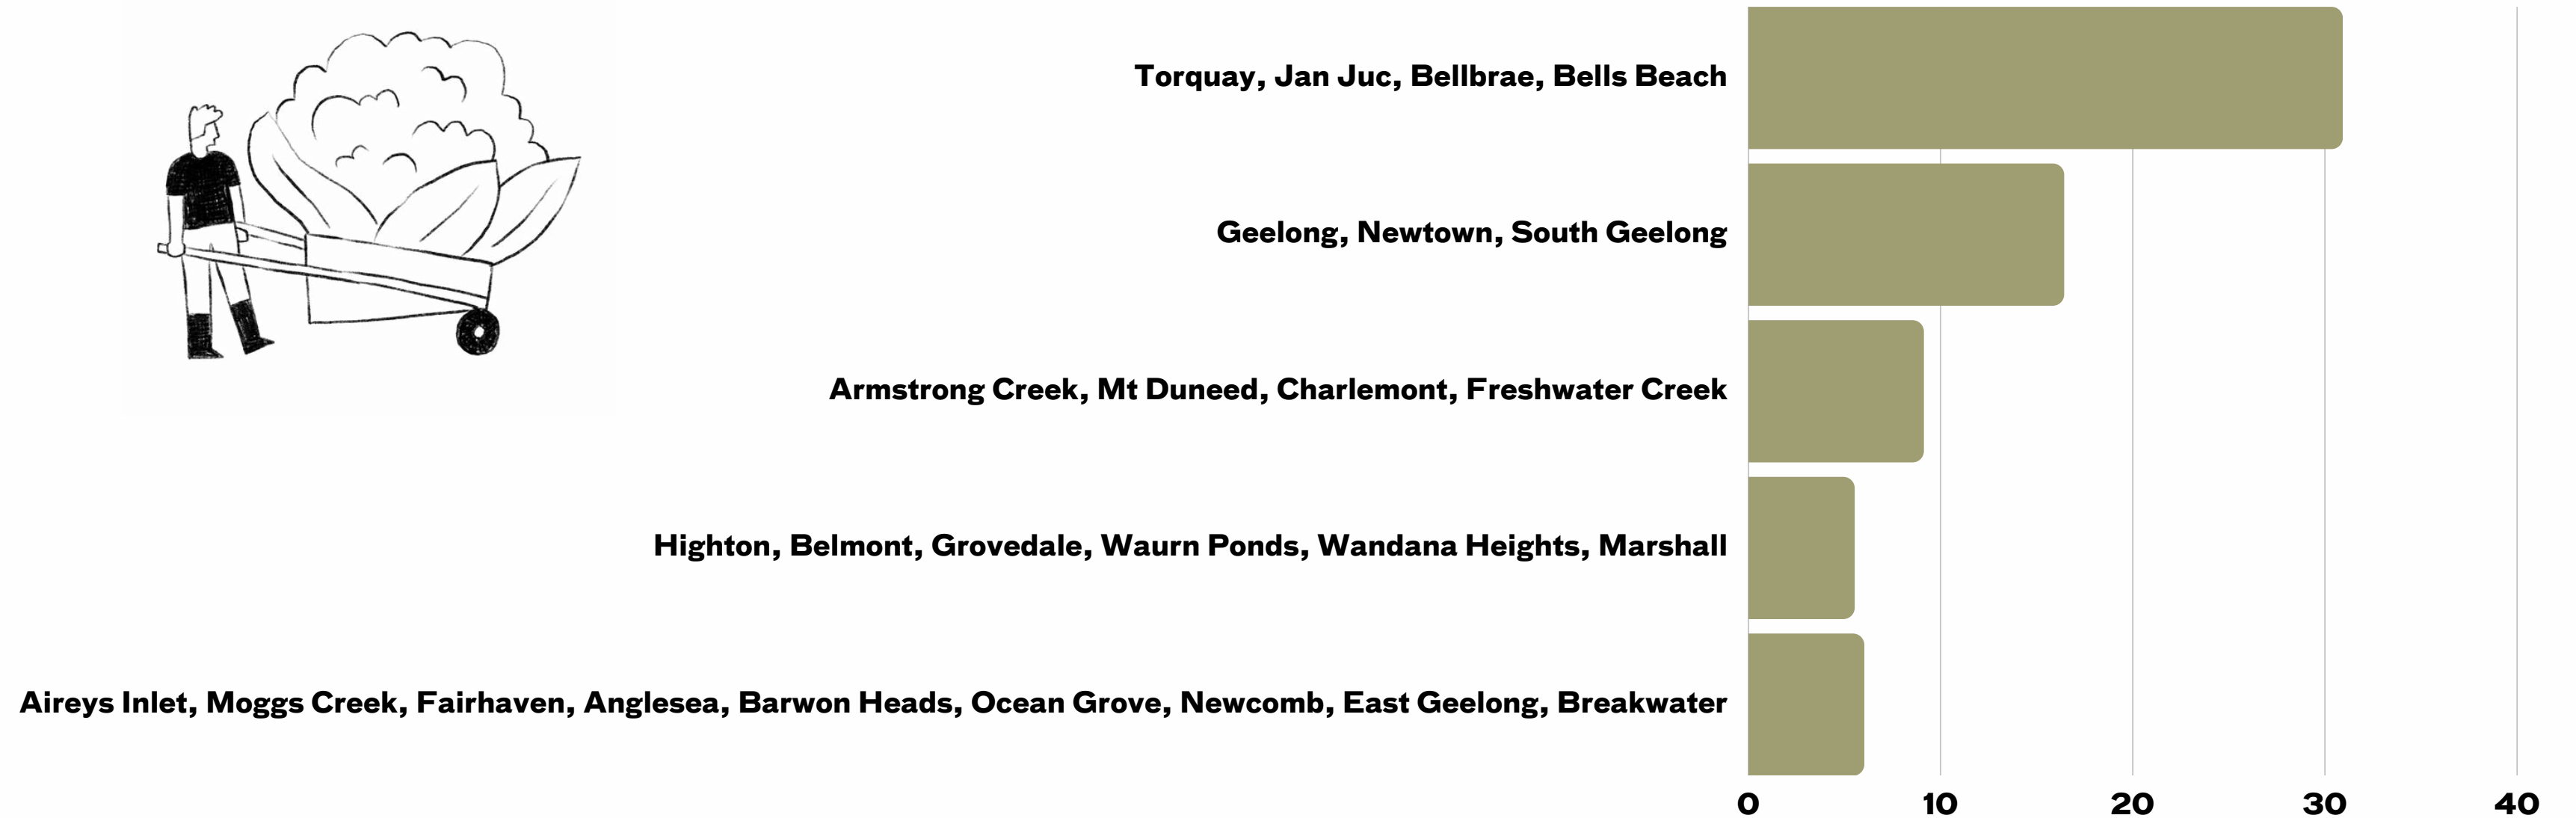 Torquay, Jan Juc, Bellbrae, Bells Beach
Geelong, Newtown, South Geelong
Armstrong Creek, Mt Duneed, Charlemont, Freshwater Creek
Highton, Belmont, Grovedale, Waurn Ponds, Wandana Heights, Marshall
Aireys Inlet, Moggs Creek, Fairhaven, Anglesea, Barwon Heads, Ocean Grove, Newcomb, East Geelong, Breakwater
0 10 20 30 40